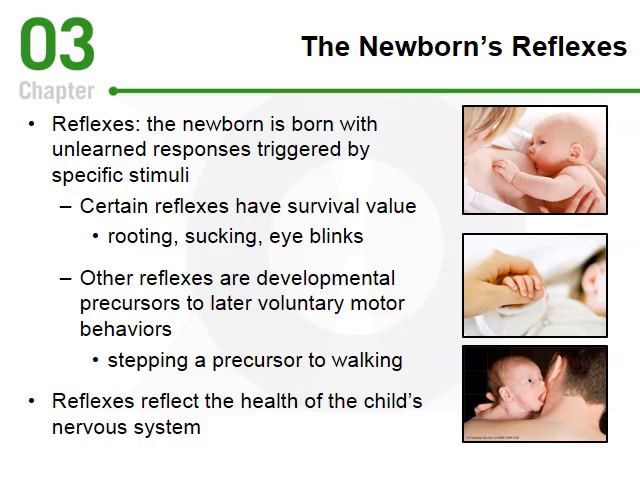 03
Chapter
The Newborn's Reflexes
• Reflexes: the newborn is born with
unlearned responses triggered by
specific stimuli
– Certain reflexes have survival value
• rooting, sucking, eye blinks
– Other reflexes are developmental
precursors to later voluntary motor
behaviors
• stepping a precursor to walking
• Reflexes reflect the health of the child's
nervous system